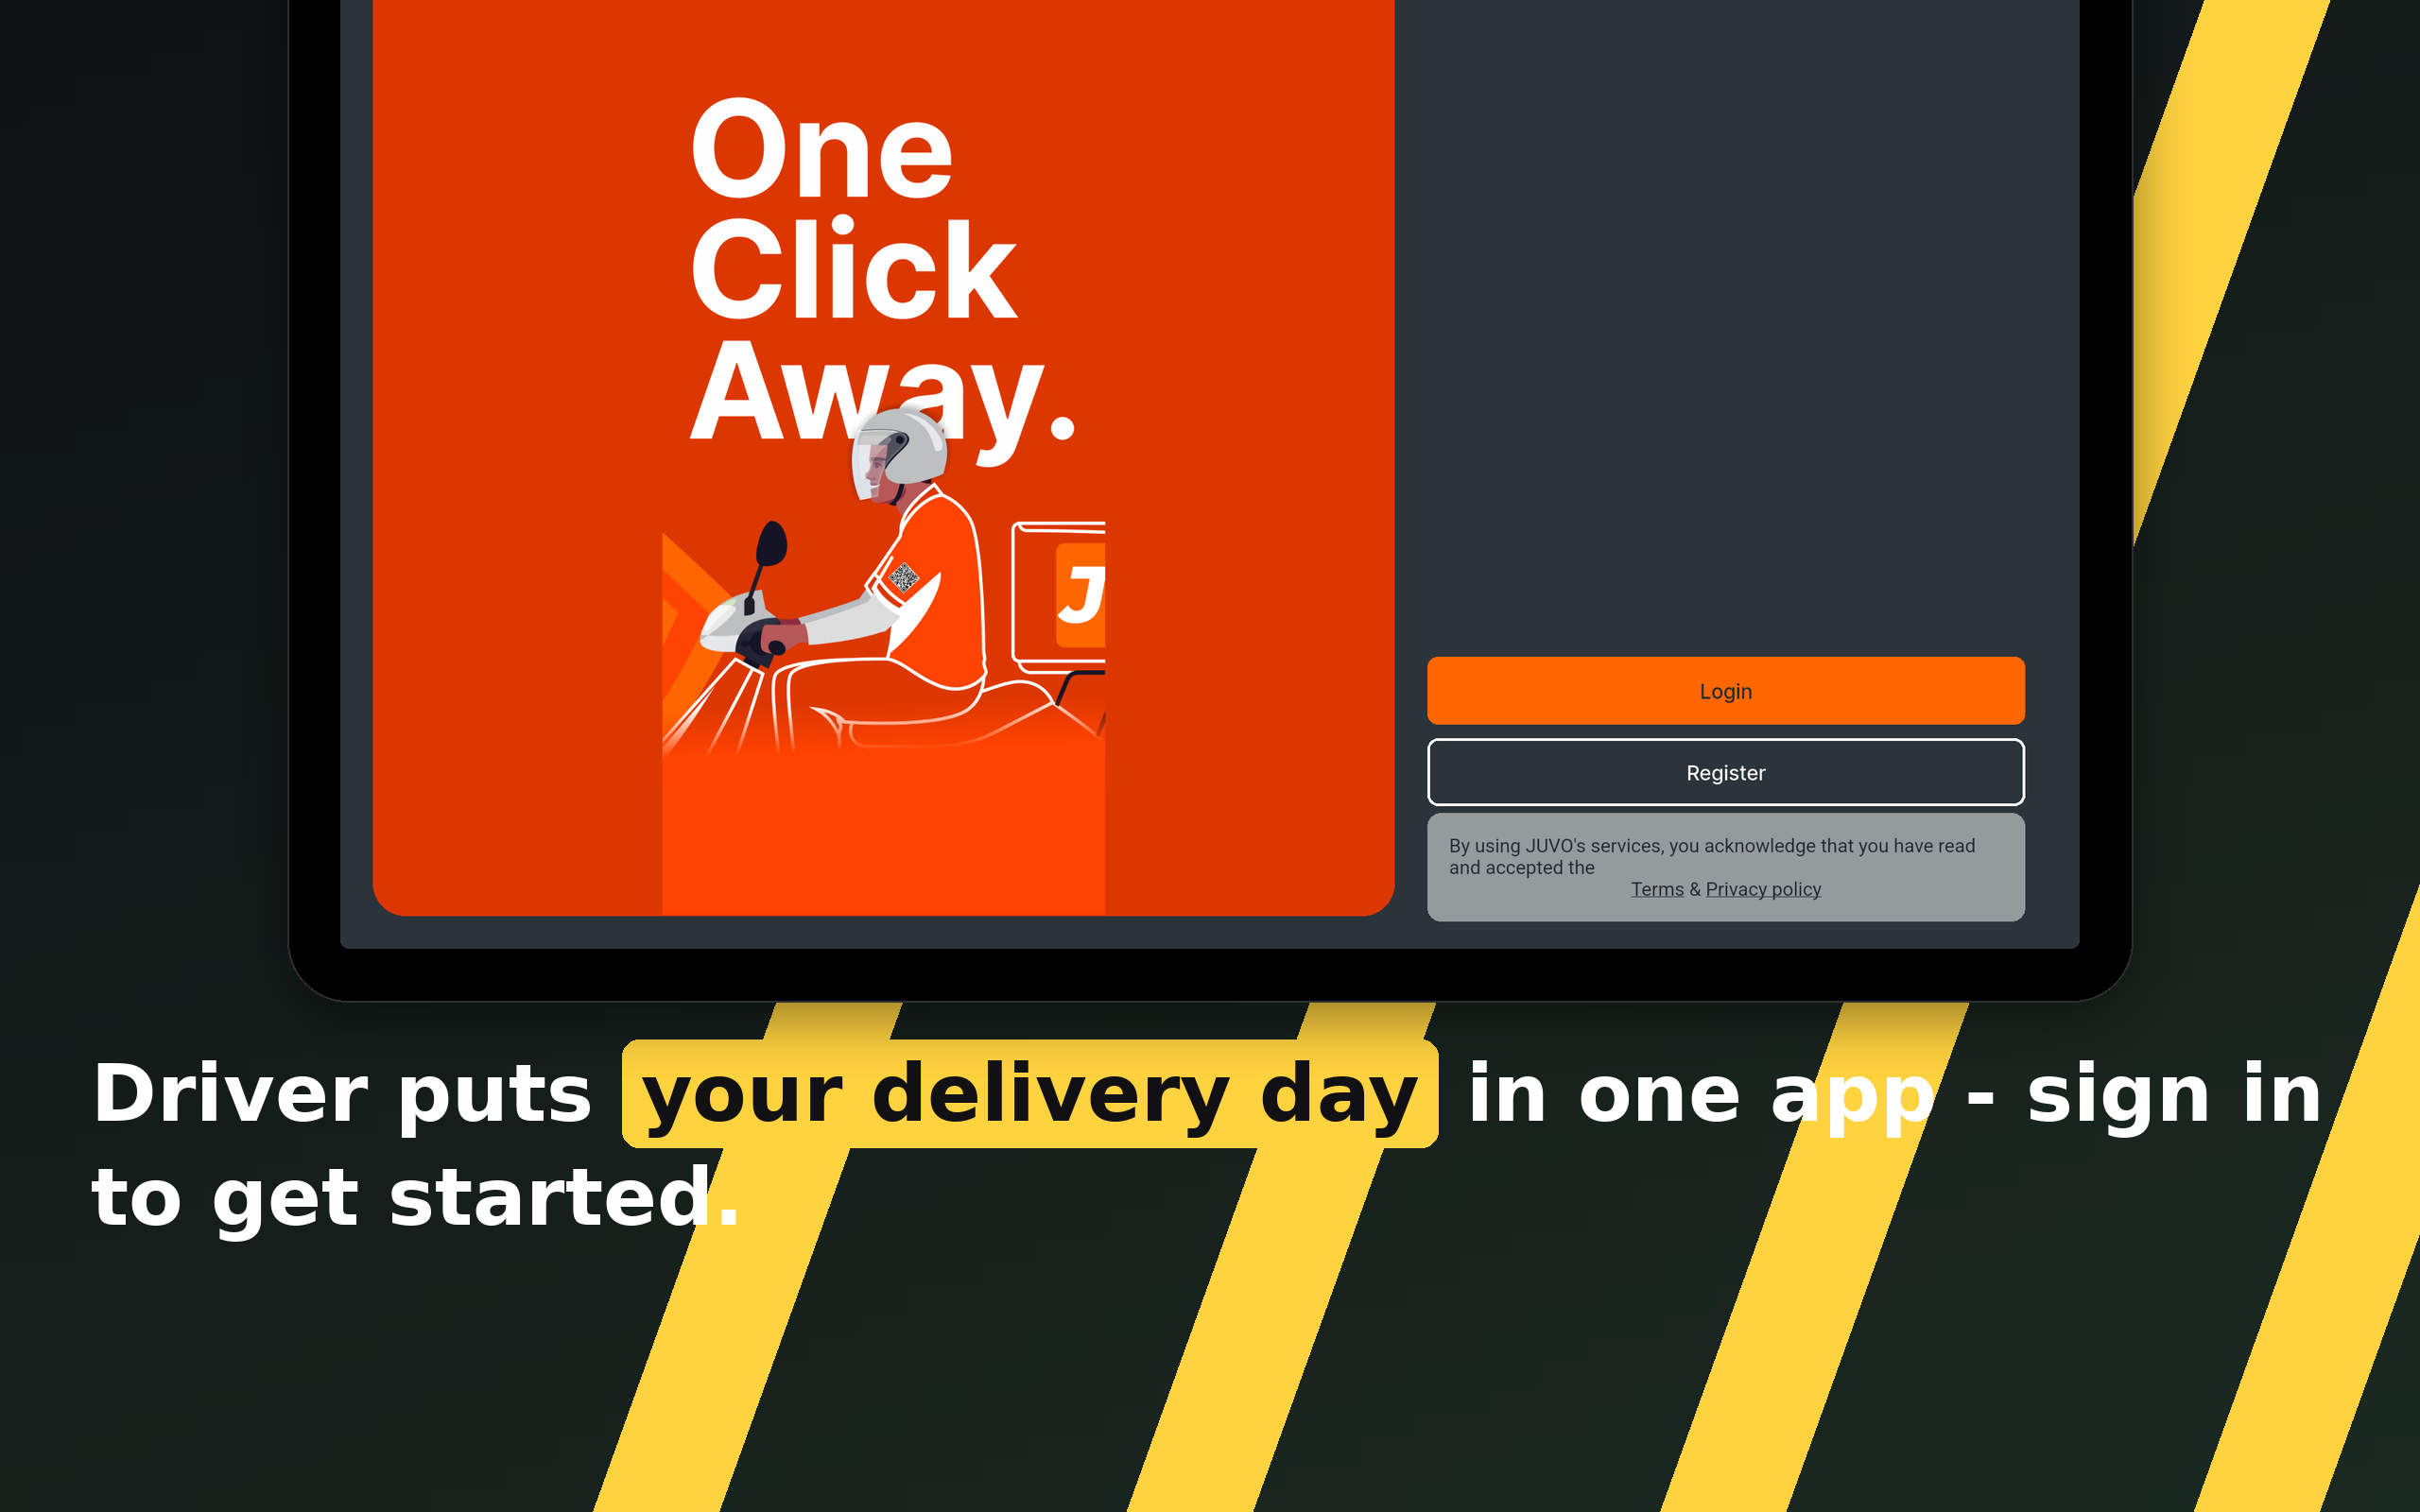 One
Click
Away.
J
Login
Register
By using JUVO's services, you acknowledge that you have read
and accepted the
Terms & Privacy policy
Driver puts your delivery day in one app - sign in
to get started.